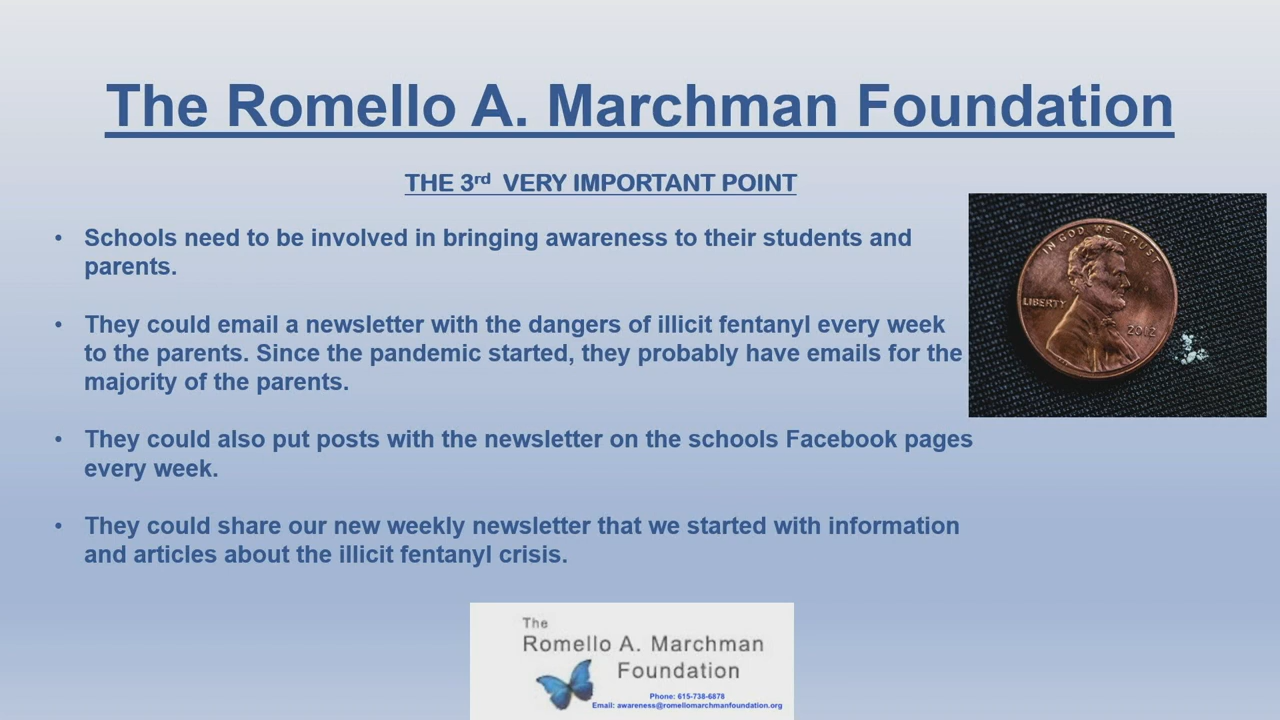 The Romello A. Marchman Foundation
THE 3rd VERY IMPORTANT POINT
• Schools need to be involved in bringing awareness to their students and
parents.
• They could email a newsletter with the dangers of illicit fentanyl every week
to the parents. Since the pandemic started, they probably have emails for the
majority of the parents.
• They could also put posts with the newsletter on the schools Facebook pages
every week.
• They could share our new weekly newsletter that we started with information
and articles about the illicit fentanyl crisis.
IN GOD WE TRUST
LIBERTY
2012
The
Romello A. Marchman
Foundation
Phone: 615-738-6878
Email: awareness@romellomarchmanfoundation.org